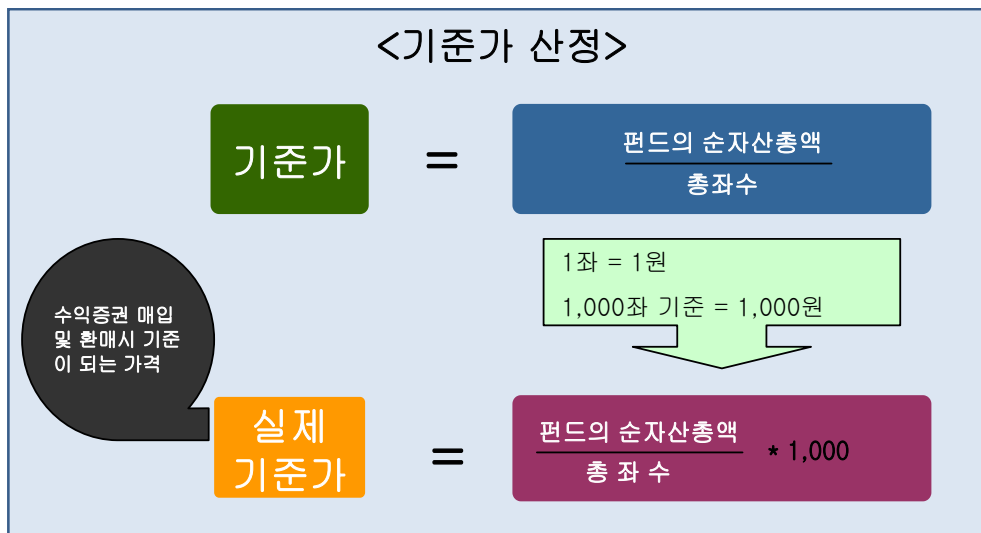 <기준가 산정>
기준가
=
펀드의 순자산총액
총좌수
1좌 = 1원
1,000좌 기준 = 1,000원
수익증권 매입
및 환매시 기준
이 되는 가격
실제
기준가
=
펀드의 순자산총액
총 좌 수
* 1,000